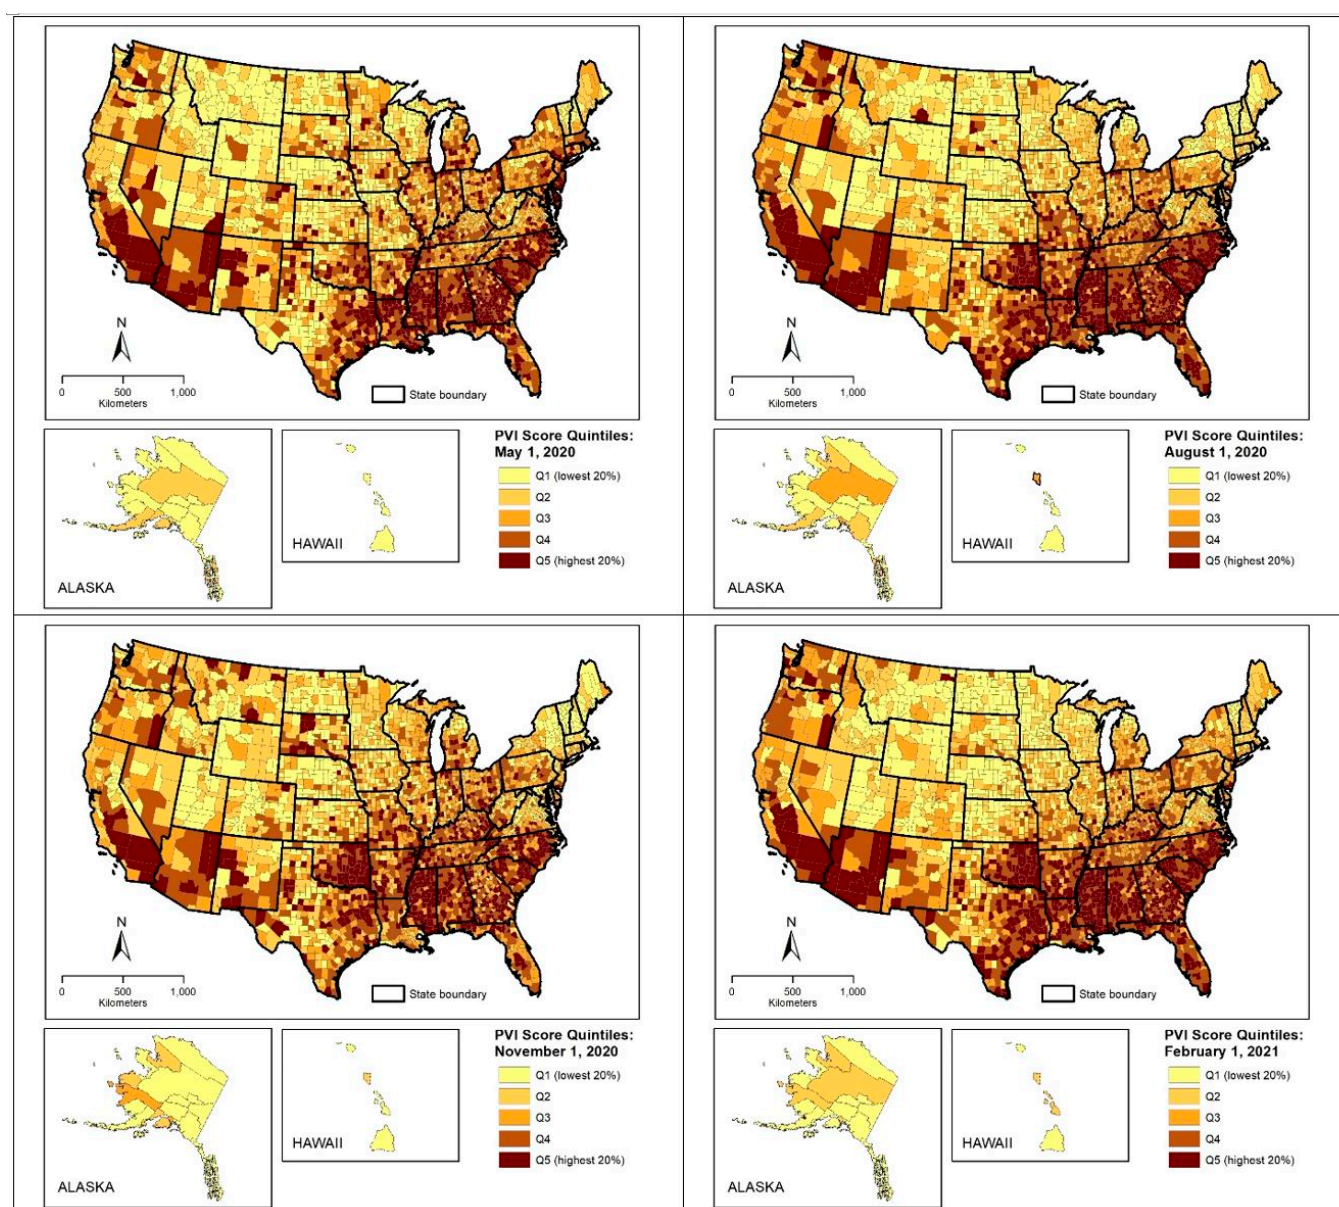 N
0 500 1,000
Kilometers
State boundary
ALASKA
HAWAII
PVI Score Quintiles:
May 1, 2020
Q1 (lowest 20%)
Q2
Q3
Q4
Q5 (highest 20%)
N
0 500 1,000
Kilometers
State boundary
ALASKA
HAWAII
PVI Score Quintiles:
August 1, 2020
Q1 (lowest 20%)
Q2
Q3
Q4
Q5 (highest 20%)
N
0 500 1,000
Kilometers
State boundary
ALASKA
HAWAII
PVI Score Quintiles:
November 1, 2020
Q1 (lowest 20%)
Q2
Q3
Q4
Q5 (highest 20%)
N
0 500 1,000
Kilometers
State boundary
ALASKA
HAWAII
PVI Score Quintiles:
February 1, 2021
Q1 (lowest 20%)
Q2
Q3
Q4
Q5 (highest 20%)